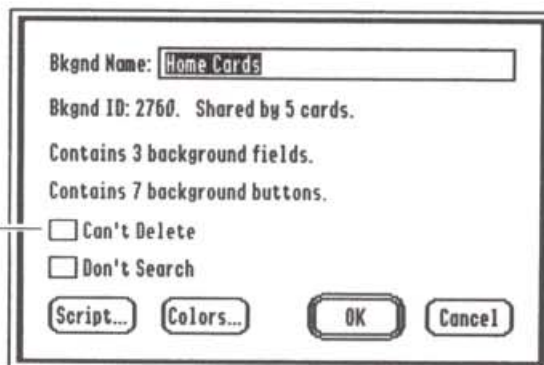 Bkgnd Name: Home Cards
Bkgnd ID: 2760. Shared by 5 cards.
Contains 3 background fields.
Contains 7 background buttons.
Can't Delete
Don't Search
Script... Colors... OK Cancel